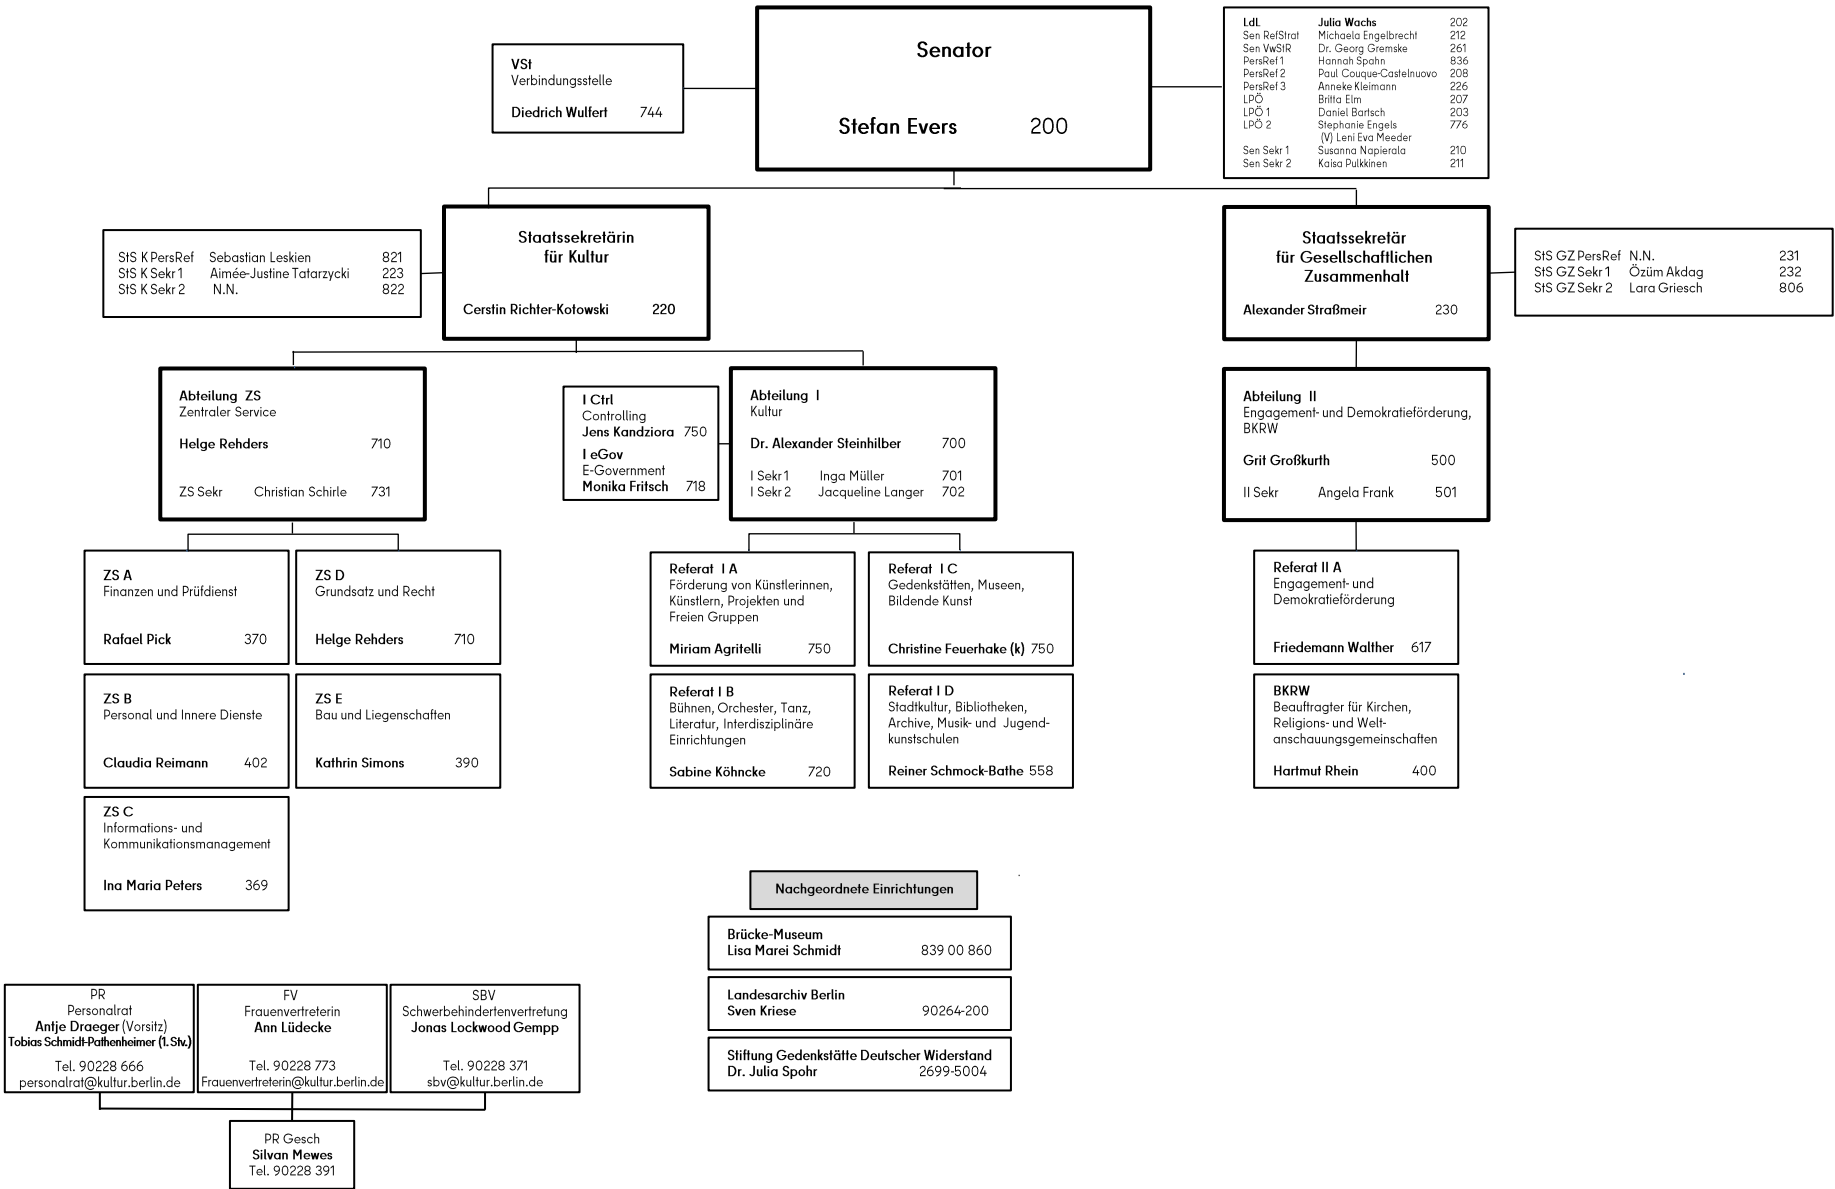 Senator
Stefan Evers 200
VSt
Verbindungsstelle
Diedrich Wulfert 744
LdL Julia Wachs 202
Sen RefStrat Michaela Engelbrecht 212
Sen VwStR Dr. Georg Gremske 261
PersRef 1 Hannah Spahn 836
PersRef 2 Paul Couque-Castelnuovo 208
PersRef 3 Anneke Kleimann 226
LPÖ Britta Elm 207
LPÖ 1 Daniel Bartsch 203
LPÖ 2 Stephanie Engels 776
(V) Leni Eva Meeder
Sen Sekr 1 Susanna Napierala 210
Sen Sekr 2 Kaisa Pulkkinen 211
StS K PersRef Sebastian Leskien 821
StS K Sekr 1 Aimée-Justine Tatarzycki 223
StS K Sekr 2 N.N. 822
Staatssekretärin
für Kultur
Cerstin Richter-Kotowski 220
Staatssekretär
für Gesellschaftlichen
Zusammenhalt
Alexander Straßmeir 230
StS GZ PersRef N.N. 231
StS GZ Sekr 1 Özüm Akdag 232
StS GZ Sekr 2 Lara Griesch 806
Abteilung ZS
Zentraler Service
Helge Rehders 710
ZS Sekr Christian Schirle 731
I Ctrl
Controlling
Jens Kandziora 750
I eGov
E-Government
Monika Fritsch 718
Abteilung I
Kultur
Dr. Alexander Steinhilber 700
I Sekr 1 Inga Müller 701
I Sekr 2 Jacqueline Langer 702
Abteilung II
Engagement- und Demokratieförderung,
BKRW
Grit Großkurth 500
II Sekr Angela Frank 501
ZS A
Finanzen und Prüfdienst
Rafael Pick 370
ZS D
Grundsatz und Recht
Helge Rehders 710
ZS B
Personal und Innere Dienste
Claudia Reimann 402
ZS E
Bau und Liegenschaften
Kathrin Simons 390
ZS C
Informations- und
Kommunikationsmanagement
Ina Maria Peters 369
Referat I A
Förderung von Künstlerinnen,
Künstlern, Projekten und
Freien Gruppen
Miriam Agritelli 750
Referat I C
Gedenkstätten, Museen,
Bildende Kunst
Christine Feuerhake (k) 750
Referat I B
Bühnen, Orchester, Tanz,
Literatur, Interdisziplinäre
Einrichtungen
Sabine Köhncke 720
Referat I D
Stadtkultur, Bibliotheken,
Archive, Musik- und Jugend-
kunstschulen
Reiner Schmock-Bathe 558
Referat II A
Engagement- und
Demokratieförderung
Friedemann Walther 617
BKRW
Beauftragter für Kirchen,
Religions- und Welt-
anschauungsgemeinschaften
Hartmut Rhein 400
Nachgeordnete Einrichtungen
Brücke-Museum
Lisa Marei Schmidt 839 00 860
Landesarchiv Berlin
Sven Kriese 90264-200
Stiftung Gedenkstätte Deutscher Widerstand
Dr. Julia Spohr 2699-5004
PR
Personalrat
Antje Draeger (Vorsitz)
Tobias Schmidt-Pathenheimer (1. Stv.)
Tel. 90228 666
personalrat@kultur.berlin.de
FV
Frauenvertreterin
Ann Lüdecke
Tel. 90228 773
Frauenvertreterin@kultur.berlin.de
SBV
Schwerbehindertenvertretung
Jonas Lockwood Gempp
Tel. 90228 371
sbv@kultur.berlin.de
PR Gesch
Silvan Mewes
Tel. 90228 391